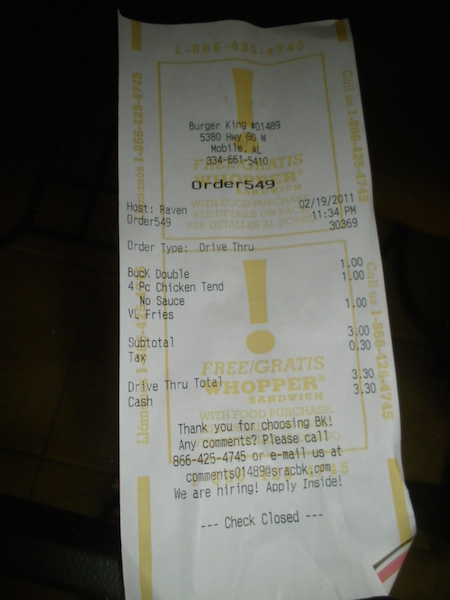 1-866-425-4745
Burger King #01489
5380 Hwy 90 W
Mobile, AL
334-661-5410
FREE/GRATIS
WHOPPER®
SANDWICH
Order549
WITH FOOD PURCHASE
Host: Raven 02/19/2011
Order549 11:34 PM
30369
SEE DETAILS ON BACK
VER DETALLES AL DORSO
Order Type: Drive Thru
BucK Double 1.00
4 Pc Chicken Tend 1.00
No Sauce
VL Fries 1.00
Subtotal 3.00
Tax 0.30
Drive Thru Total 3.30
Cash 3.30
FREE/GRATIS
WHOPPER®
SANDWICH
WITH FOOD PURCHASE
Thank you for choosing BK!
Any comments? Please call
866-425-4745 or e-mail us at
comments01489@sracbk.com
We are hiring! Apply Inside!
--- Check Closed ---
Call us 1-866-425-4745
Call us 1-866-425-4745
1-866-425-4745